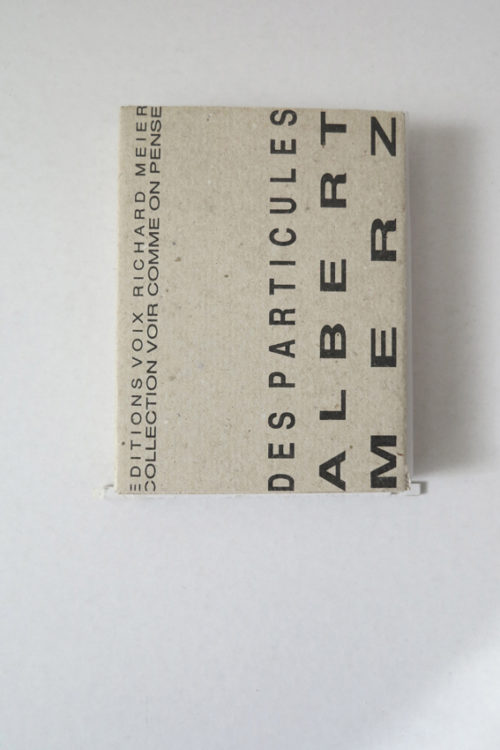 EDITIONS VOIX RICHARD MEIER
COLLECTION VOIR COMME ON PENSE
DES PARTICULES
ALBERT
MERZ